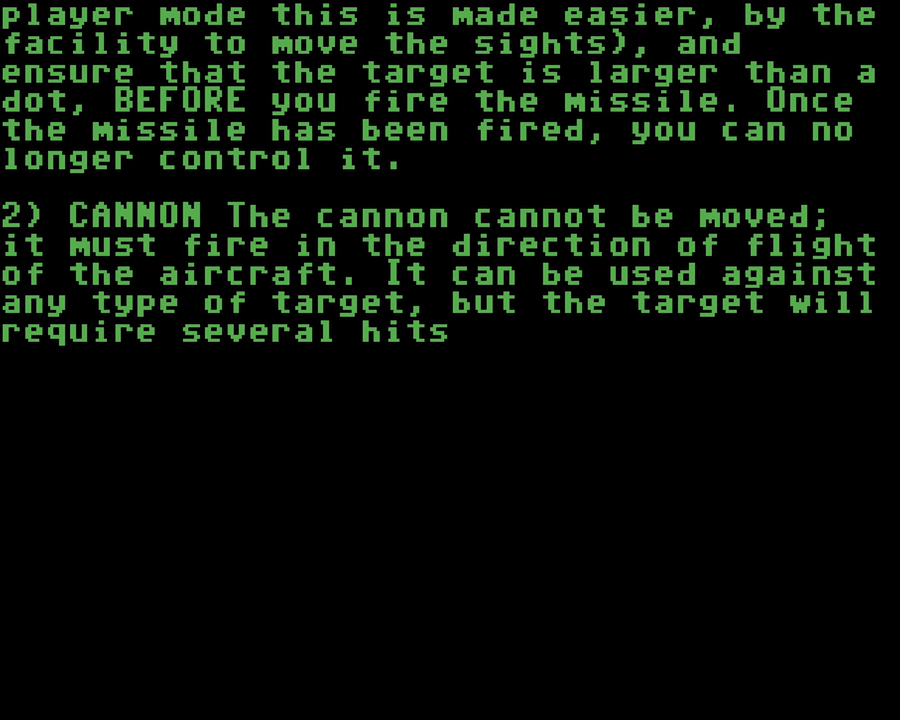 player mode this is made easier, by the
facility to move the sights), and
ensure that the target is larger than a
dot, BEFORE you fire the missile. Once
the missile has been fired, you can no
longer control it.
2) CANNON The cannon cannot be moved;
it must fire in the direction of flight
of the aircraft. It can be used against
any type of target, but the target will
require several hits